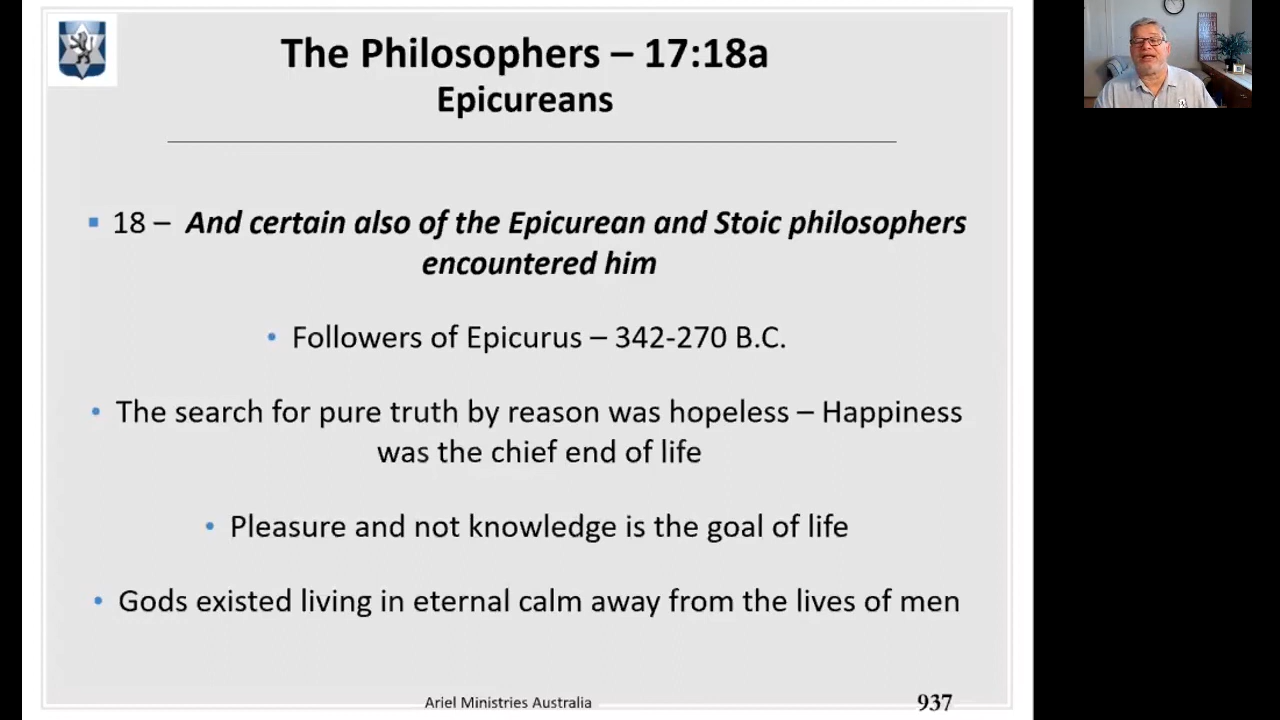 The Philosophers – 17:18a
Epicureans
▪ 18 – And certain also of the Epicurean and Stoic philosophers
encountered him
• Followers of Epicurus – 342-270 B.C.
• The search for pure truth by reason was hopeless – Happiness
was the chief end of life
• Pleasure and not knowledge is the goal of life
• Gods existed living in eternal calm away from the lives of men
Ariel Ministries Australia
937